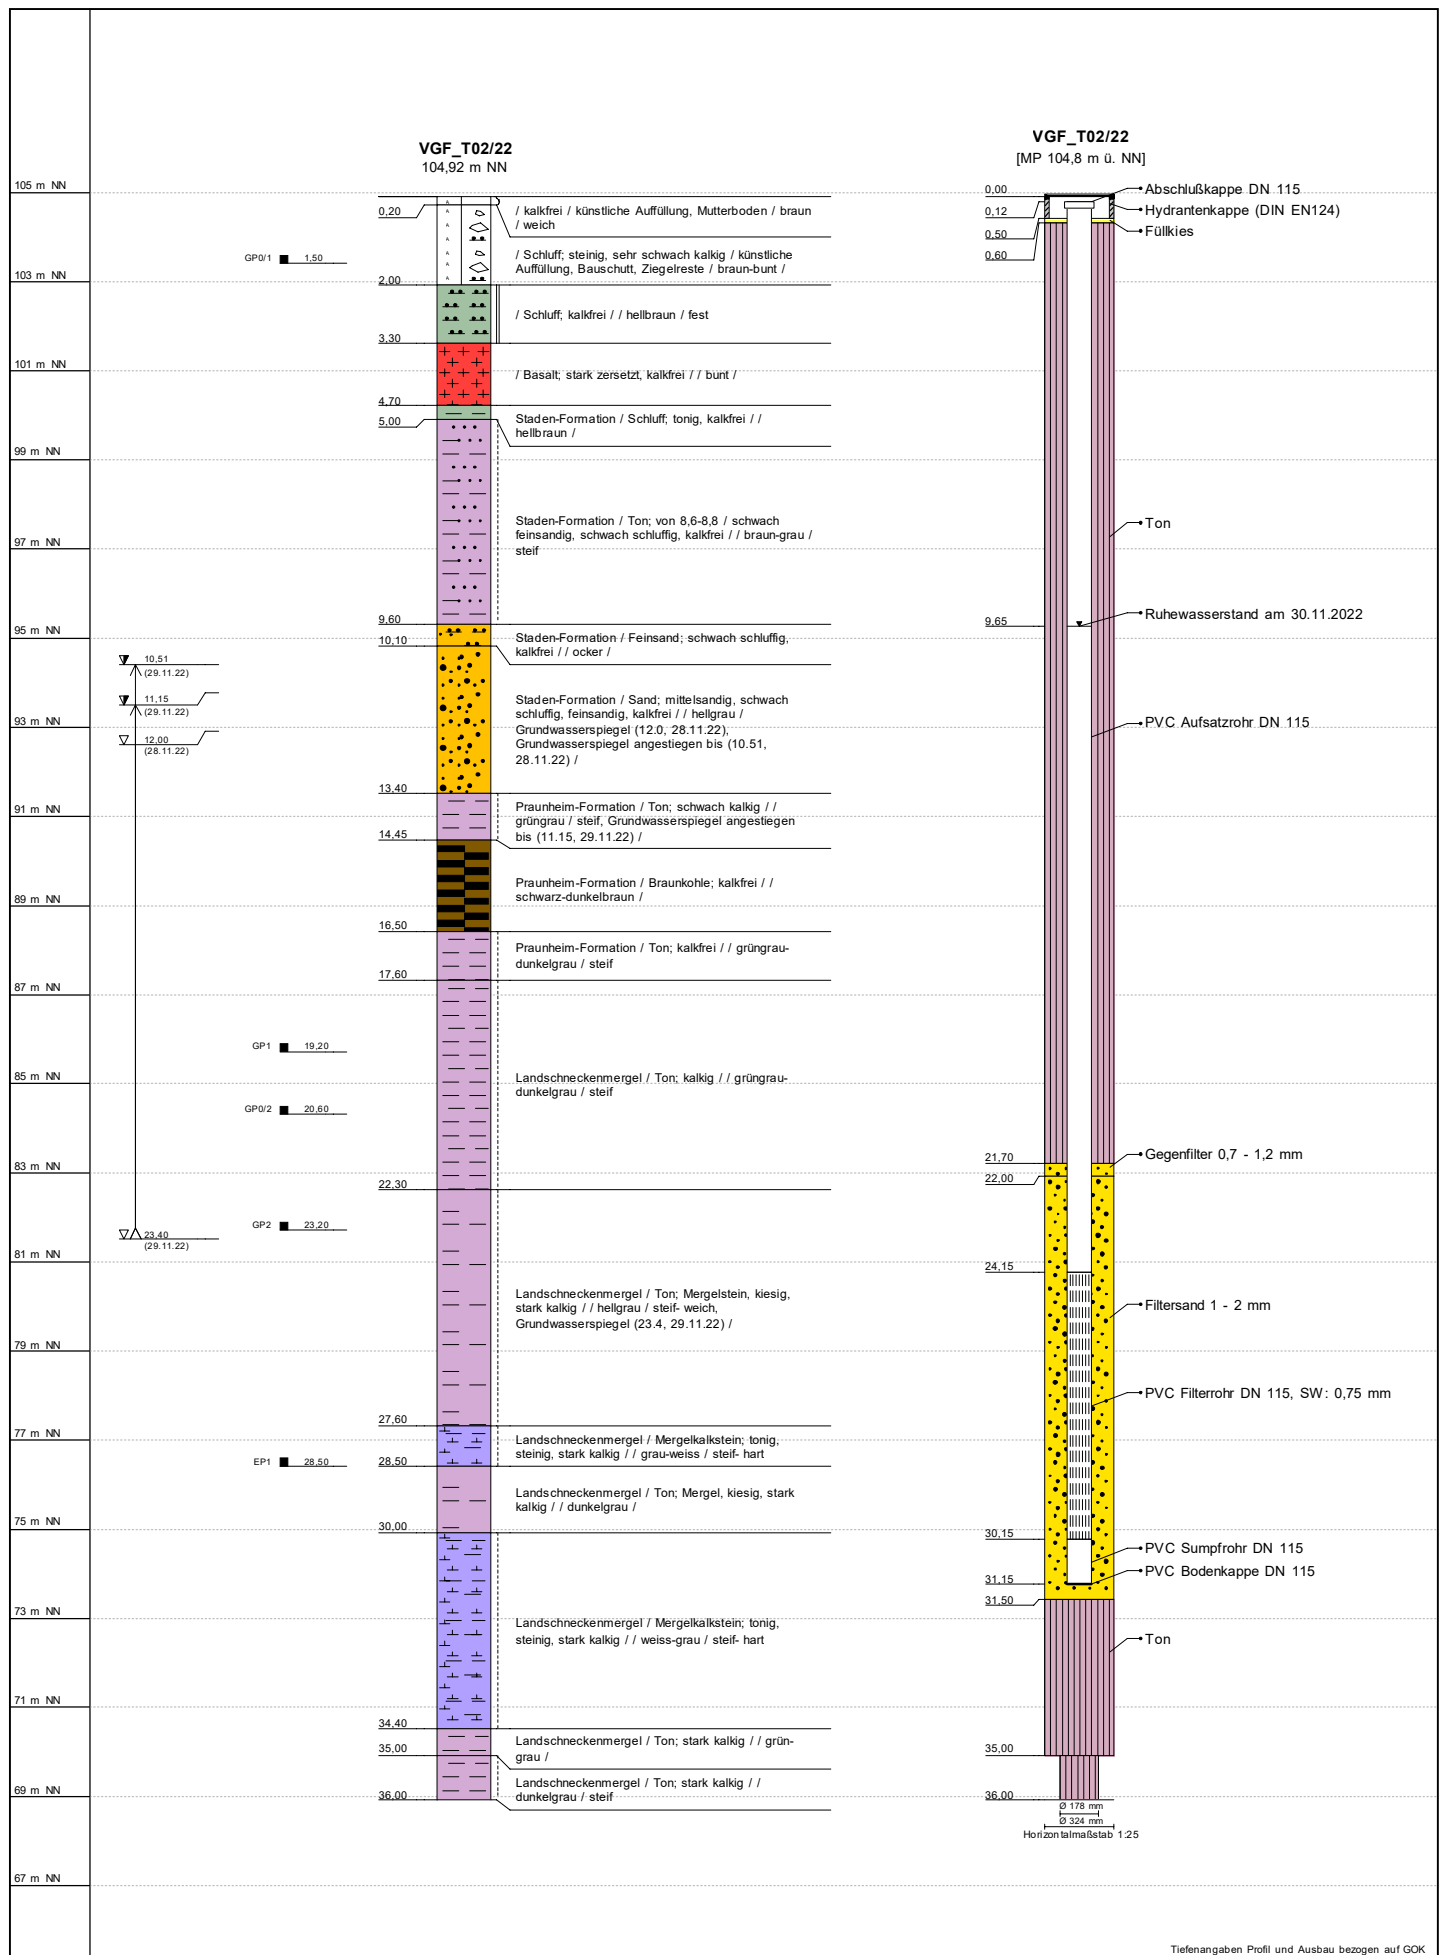 VGF_T02/22
104,92 m NN
VGF_T02/22
[MP 104,8 m ü. NN]
105 m NN
103 m NN
101 m NN
99 m NN
97 m NN
95 m NN
93 m NN
91 m NN
89 m NN
87 m NN
85 m NN
83 m NN
81 m NN
79 m NN
77 m NN
75 m NN
73 m NN
71 m NN
69 m NN
67 m NN
10,51
(29.11.22)
11,15
(29.11.22)
12,00
(28.11.22)
23,40
(29.11.22)
GP0/1 1,50
GP1 19,20
GP0/2 20,60
GP2 23,20
EP1 28,50
0,20
/ kalkfrei / künstliche Auffüllung, Mutterboden / braun
/ weich
/ Schluff; steinig, sehr schwach kalkig / künstliche
Auffüllung, Bauschutt, Ziegelreste / braun-bunt /
2,00
/ Schluff; kalkfrei / / hellbraun / fest
3,30
/ Basalt; stark zersetzt, kalkfrei / / bunt /
4,70
Staden-Formation / Schluff; tonig, kalkfrei / /
hellbraun /
5,00
Staden-Formation / Ton; von 8,6-8,8 / schwach
feinsandig, schwach schluffig, kalkfrei / / braun-grau /
steif
9,60
Staden-Formation / Feinsand; schwach schluffig,
kalkfrei / / ocker /
10,10
Staden-Formation / Sand; mittelsandig, schwach
schluffig, feinsandig, kalkfrei / / hellgrau /
Grundwasserspiegel (12.0, 28.11.22),
Grundwasserspiegel angestiegen bis (10.51,
28.11.22) /
13,40
Praunheim-Formation / Ton; schwach kalkig / /
grüngrau / steif, Grundwasserspiegel angestiegen
bis (11.15, 29.11.22) /
14,45
Praunheim-Formation / Braunkohle; kalkfrei / /
schwarz-dunkelbraun /
16,50
Praunheim-Formation / Ton; kalkfrei / / grüngrau-
dunkelgrau / steif
17,60
Landschneckenmergel / Ton; kalkig / / grüngrau-
dunkelgrau / steif
22,30
Landschneckenmergel / Ton; Mergelstein, kiesig,
stark kalkig / / hellgrau / steif- weich,
Grundwasserspiegel (23.4, 29.11.22) /
27,60
Landschneckenmergel / Mergelkalkstein; tonig,
steinig, stark kalkig / / grau-weiss / steif- hart
28,50
Landschneckenmergel / Ton; Mergel, kiesig, stark
kalkig / / dunkelgrau /
30,00
Landschneckenmergel / Mergelkalkstein; tonig,
steinig, stark kalkig / / weiss-grau / steif- hart
34,40
Landschneckenmergel / Ton; stark kalkig / / grün-
grau /
35,00
Landschneckenmergel / Ton; stark kalkig / /
dunkelgrau / steif
36,00
0,00
0,12
0,50
0,60
9,65
21,70
22,00
24,15
30,15
31,15
31,50
35,00
36,00
Abschlußkappe DN 115
Hydrantenkappe (DIN EN124)
Füllkies
Ton
Ruhewasserstand am 30.11.2022
PVC Aufsatzrohr DN 115
Gegenfilter 0,7 - 1,2 mm
Filtersand 1 - 2 mm
PVC Filterrohr DN 115, SW: 0,75 mm
PVC Sumpfrohr DN 115
PVC Bodenkappe DN 115
Ton
Ø 178 mm
Ø 324 mm
Horizontalmaßstab 1:25
Tiefenangaben Profil und Ausbau bezogen auf GOK